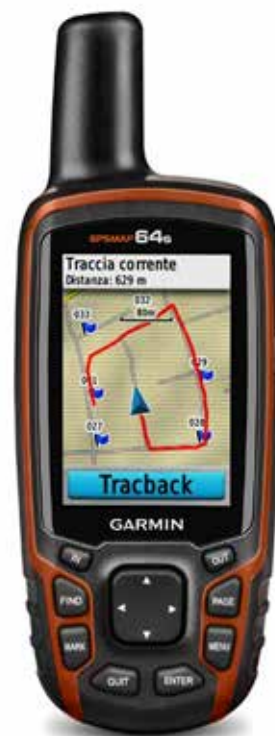 GPSMAP 64s
Traccia corrente
Distanza: 629 m
032
033
80m
029
027
028
Tracback
GARMIN
IN
OUT
FIND
PAGE
MARK
MENU
QUIT
ENTER